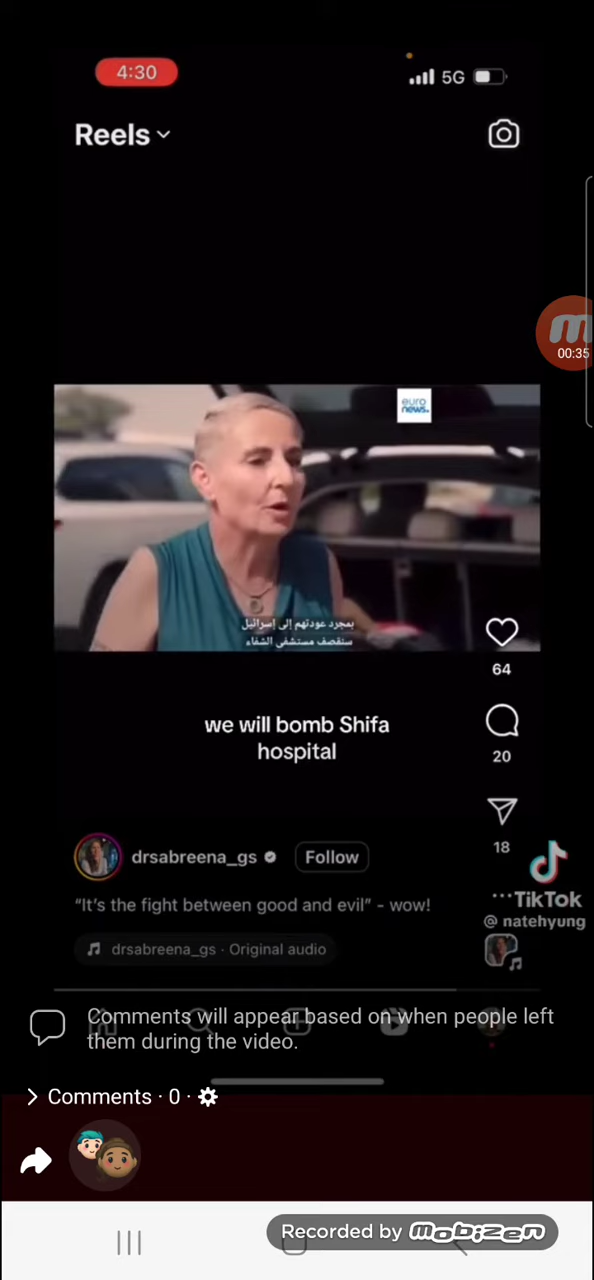 4:30
5G
Reels
00:35
euro
news.
بمجرد عودتهم إلى إسرائيل
سنقصف مستشفى الشفاء
64
we will bomb Shifa
hospital
20
18
drsabreena_gs
Follow
TikTok
"It's the fight between good and evil" - wow!
@ natehyung
drsabreena_gs · Original audio
Comments will appear based on when people left
them during the video.
Comments · 0 ·
Recorded by mobizen